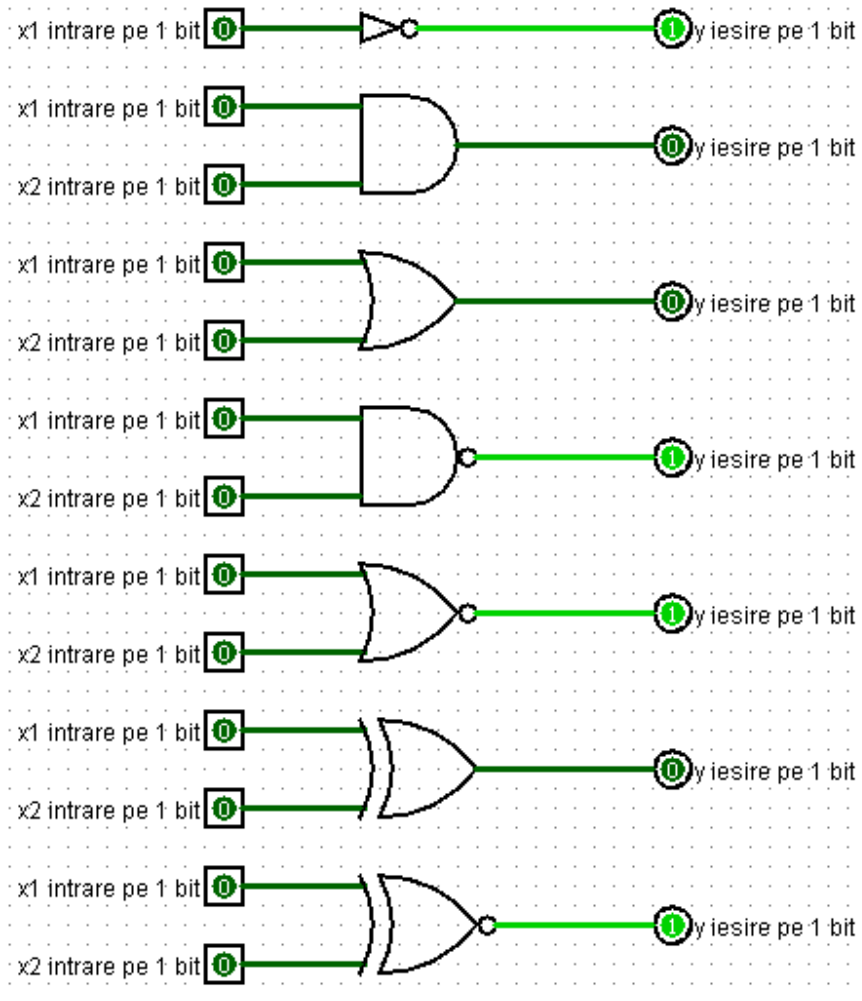 x1 intrare pe 1 bit 0 1 y iesire pe 1 bit
x1 intrare pe 1 bit 0
0 y iesire pe 1 bit
x2 intrare pe 1 bit 0
x1 intrare pe 1 bit 0
0 y iesire pe 1 bit
x2 intrare pe 1 bit 0
x1 intrare pe 1 bit 0
1 y iesire pe 1 bit
x2 intrare pe 1 bit 0
x1 intrare pe 1 bit 0
1 y iesire pe 1 bit
x2 intrare pe 1 bit 0
x1 intrare pe 1 bit 0
0 y iesire pe 1 bit
x2 intrare pe 1 bit 0
x1 intrare pe 1 bit 0
1 y iesire pe 1 bit
x2 intrare pe 1 bit 0